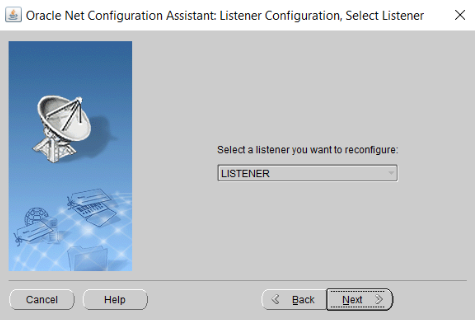 Oracle Net Configuration Assistant: Listener Configuration, Select Listener
Select a listener you want to reconfigure:
LISTENER
Cancel
Help
Back
Next